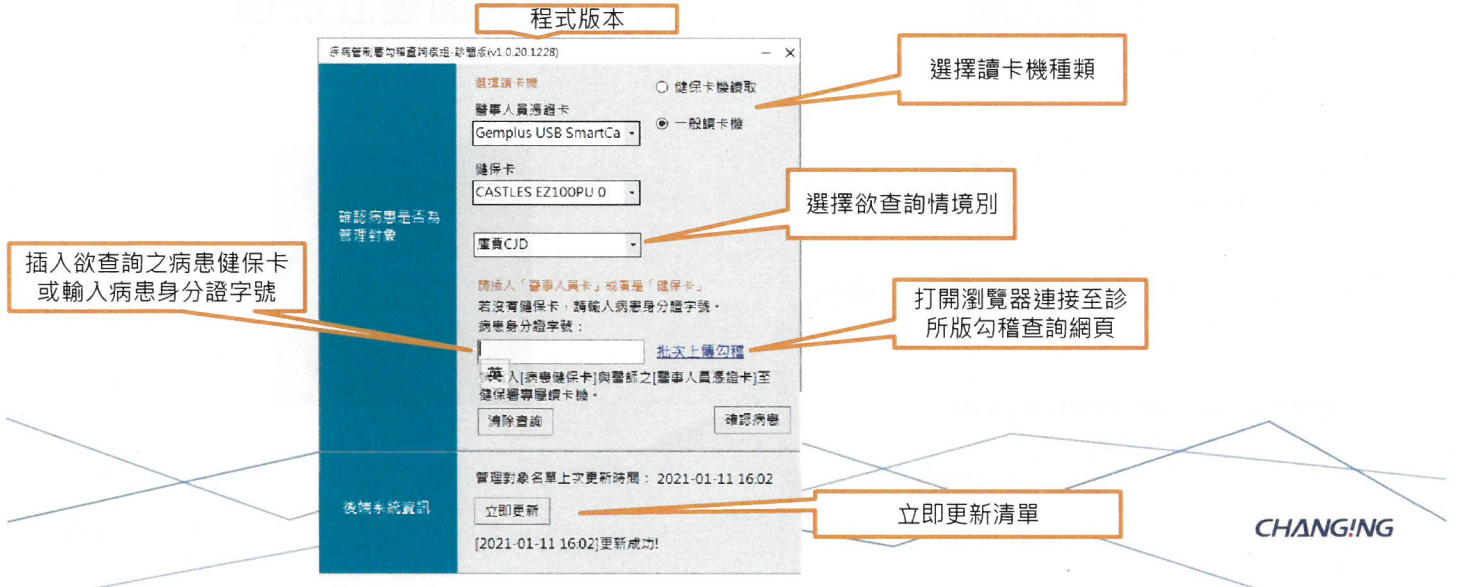 程式版本
疾病管制署勾稽查詢模組-診間版(v1.0.20.1228)
選擇讀卡機種類
選擇讀卡機
健保卡機讀取
醫事人員憑證卡
Gemplus USB SmartCa
一般讀卡機
健保卡
CASTLES EZ100PU 0
選擇欲查詢情境別
確認病患是否為
管理對象
庫賈CJD
插入欲查詢之病患健保卡
或輸入病患身分證字號
請插入「醫事人員卡」或者是「健保卡」
若沒有健保卡,請輸入病患身分證字號。
病患身分證字號:
打開瀏覽器連接至診
所版勾稽查詢網頁
批次上傳勾稽
英
入[病患健保卡]與醫師之[醫事人員憑證卡]至
健保署專屬讀卡機。
清除查詢
確認病患
管理對象名單上次更新時間: 2021-01-11 16:02
後端系統資訊
立即更新
立即更新清單
[2021-01-11 16:02]更新成功!
CHANG!NG